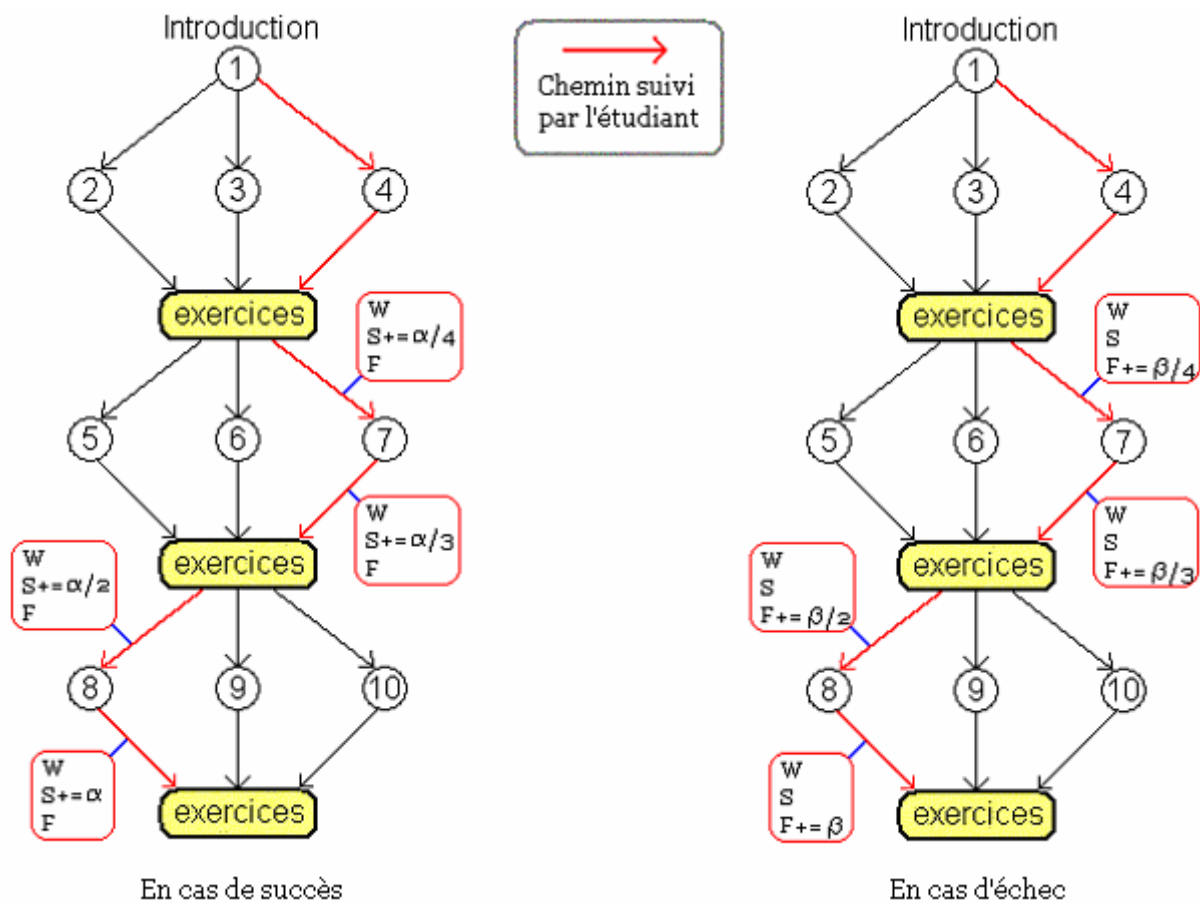 Introduction
1
2
3
4
exercices
W
S+=α/4
F
5
6
7
W
S+=α/3
F
exercices
W
S+=α/2
F
8
9
10
W
S+=α
F
exercices
En cas de succès
Chemin suivi
par l'étudiant
Introduction
1
2
3
4
exercices
W
S
F+=β/4
5
6
7
W
S
F+=β/3
exercices
W
S
F+=β/2
8
9
10
W
S
F+=β
exercices
En cas d'échec